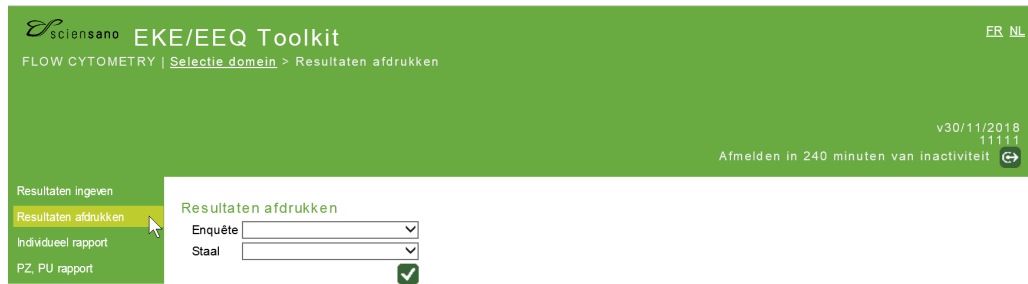 sciensano EKE/EEQ Toolkit
FR NL
FLOW CYTOMETRY | Selectie domein > Resultaten afdrukken
v30/11/2018
11111
Afmelden in 240 minuten van inactiviteit
Resultaten ingeven
Resultaten afdrukken
Individueel rapport
PZ, PU rapport
Resultaten afdrukken
Enquête
Staal